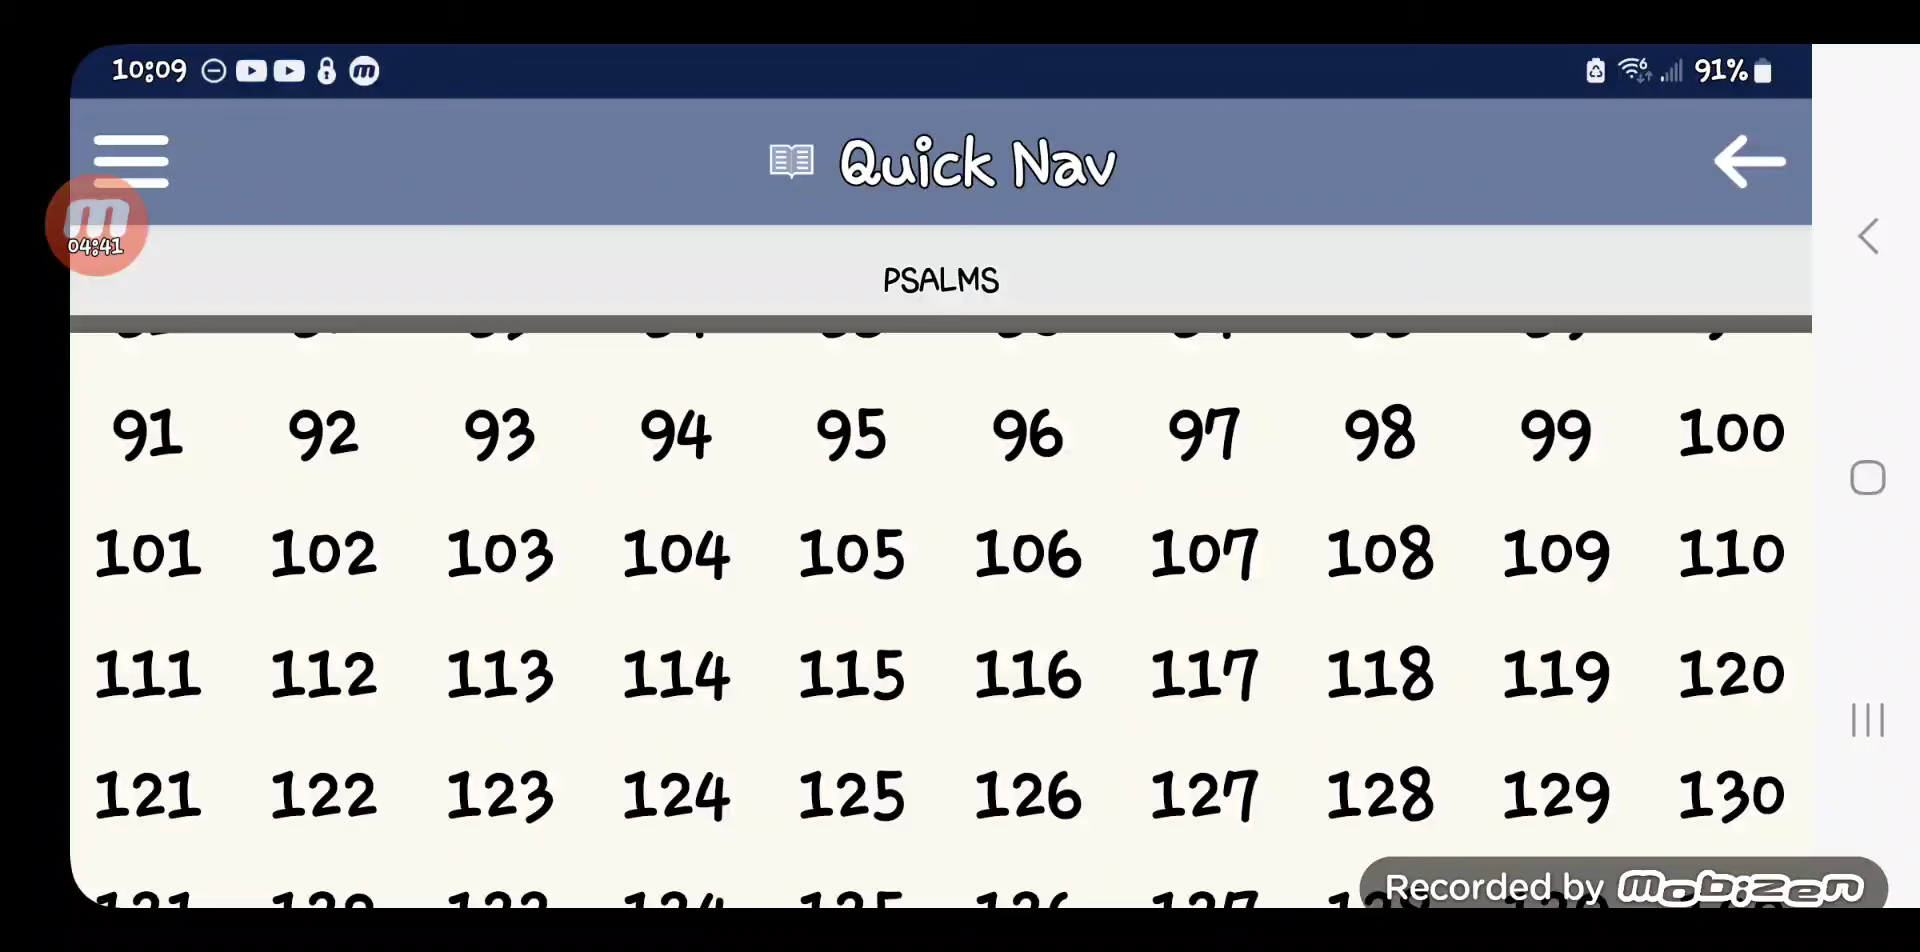 10:09 m 6 91%
Quick Nav
m
04:41
PSALMS
91 92 93 94 95 96 97 98 99 100
101 102 103 104 105 106 107 108 109 110
111 112 113 114 115 116 117 118 119 120
121 122 123 124 125 126 127 128 129 130
Recorded by mobizen